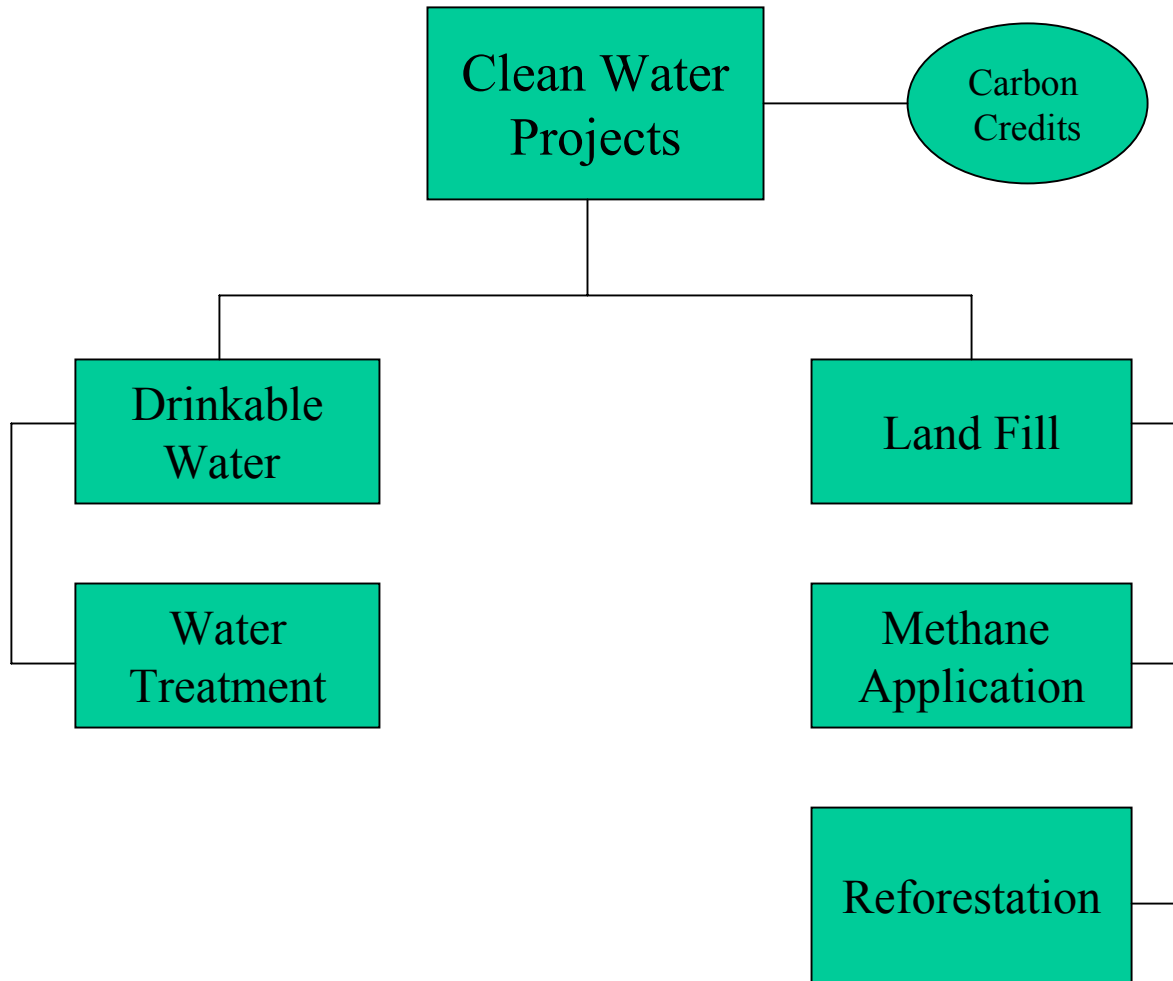 Clean Water
Projects
Carbon
Credits
Drinkable
Water
Land Fill
Water
Treatment
Methane
Application
Reforestation